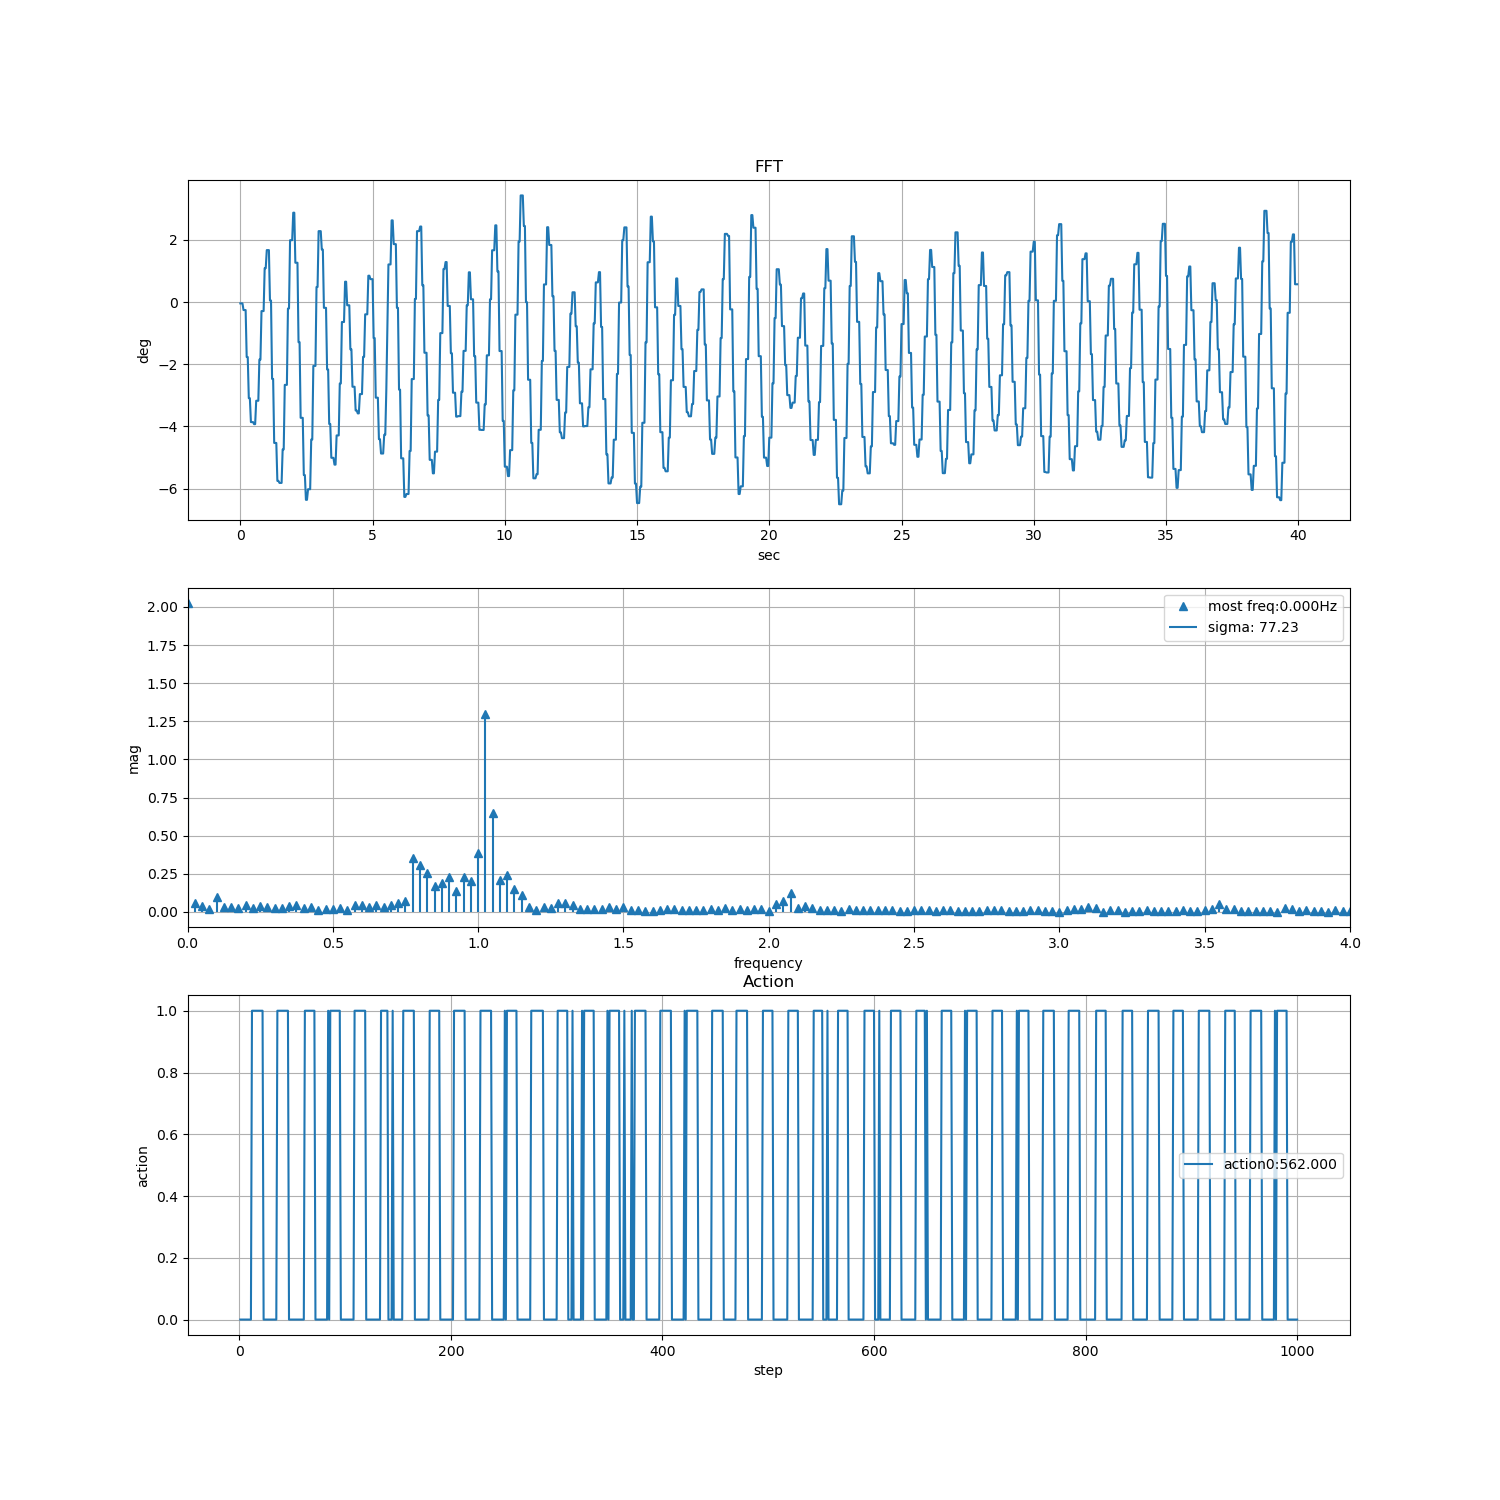 FFT
2
0
−2
−4
−6
deg
0 5 10 15 20 25 30 35 40
sec
most freq:0.000Hz
sigma: 77.23
2.00
1.75
1.50
1.25
1.00
0.75
0.50
0.25
0.00
mag
0.0 0.5 1.0 1.5 2.0 2.5 3.0 3.5 4.0
frequency
Action
1.0
0.8
0.6
0.4
0.2
0.0
action
action0:562.000
0 200 400 600 800 1000
step